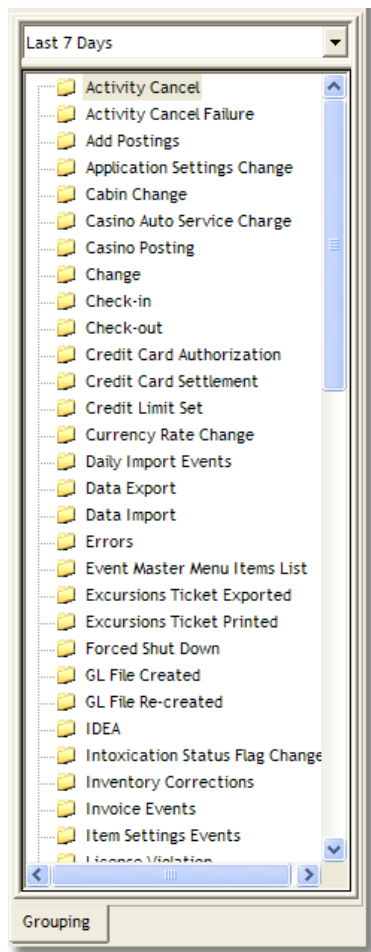 Last 7 Days
Activity Cancel
Activity Cancel Failure
Add Postings
Application Settings Change
Cabin Change
Casino Auto Service Charge
Casino Posting
Change
Check-in
Check-out
Credit Card Authorization
Credit Card Settlement
Credit Limit Set
Currency Rate Change
Daily Import Events
Data Export
Data Import
Errors
Event Master Menu Items List
Excursions Ticket Exported
Excursions Ticket Printed
Forced Shut Down
GL File Created
GL File Re-created
IDEA
Intoxication Status Flag Change
Inventory Corrections
Invoice Events
Item Settings Events
License Violation
Grouping